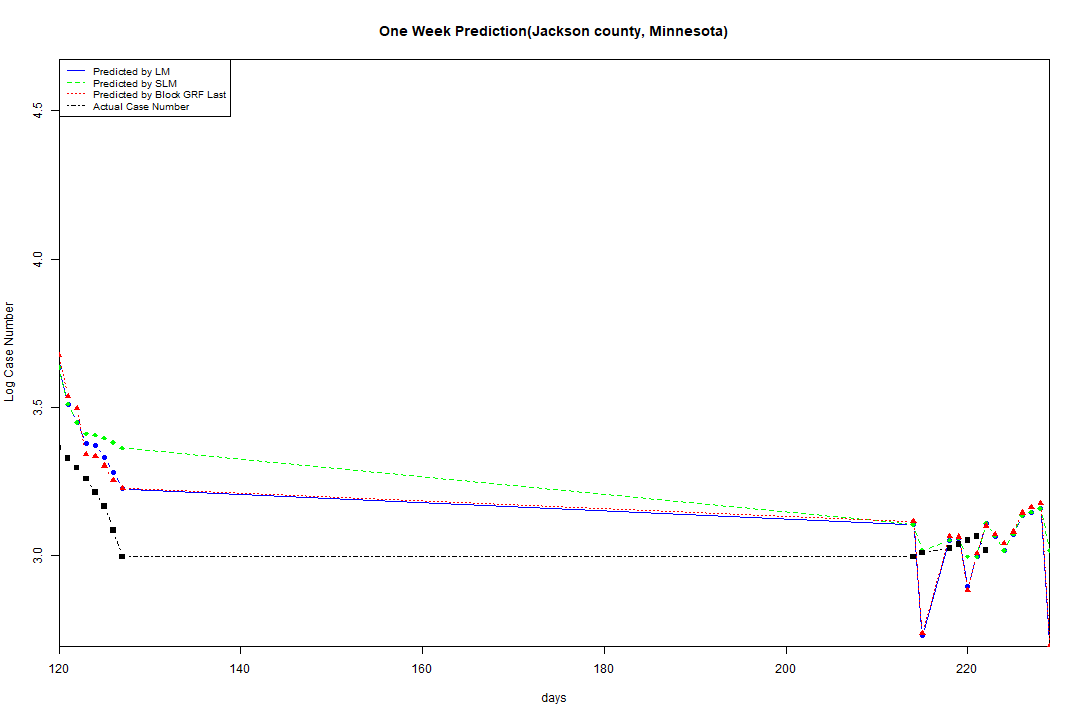 One Week Prediction(Jackson county, Minnesota)
Predicted by LM
Predicted by SLM
Predicted by Block GRF Last
Actual Case Number
4.5
4.0
3.5
3.0
Log Case Number
120 140 160 180 200 220
days